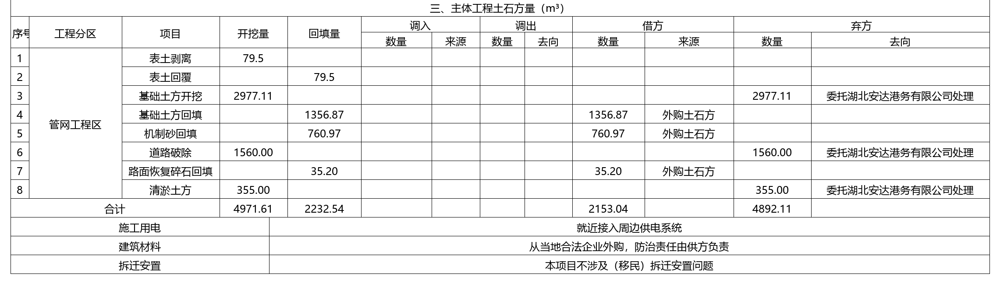 三、主体工程土石方量（m³）
序号 工程分区 项目 开挖量 回填量 调入 调出 借方 弃方
数量 来源 数量 去向 数量 来源 数量 去向
管网工程区
1 表土剥离 79.5
2 表土回覆 79.5
3 基础土方开挖 2977.11 2977.11 委托湖北安达港务有限公司处理
4 基础土方回填 1356.87 1356.87 外购土石方
5 机制砂回填 760.97 760.97 外购土石方
6 道路破除 1560.00 1560.00 委托湖北安达港务有限公司处理
7 路面恢复碎石回填 35.20 35.20 外购土石方
8 清淤土方 355.00 355.00 委托湖北安达港务有限公司处理
合计 4971.61 2232.54 2153.04 4892.11
施工用电 就近接入周边供电系统
建筑材料 从当地合法企业外购，防治责任由供方负责
拆迁安置 本项目不涉及（移民）拆迁安置问题